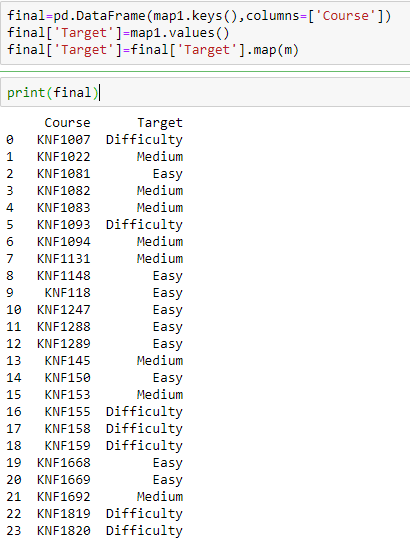 final=pd.DataFrame(map1.keys(),columns=['Course'])
final['Target']=map1.values()
final['Target']=final['Target'].map(m)
print(final)
Course Target
0 KNF1007 Difficulty
1 KNF1022 Medium
2 KNF1081 Easy
3 KNF1082 Medium
4 KNF1083 Medium
5 KNF1093 Difficulty
6 KNF1094 Medium
7 KNF1131 Medium
8 KNF1148 Easy
9 KNF118 Easy
10 KNF1247 Easy
11 KNF1288 Easy
12 KNF1289 Easy
13 KNF145 Medium
14 KNF150 Easy
15 KNF153 Medium
16 KNF155 Difficulty
17 KNF158 Difficulty
18 KNF159 Difficulty
19 KNF1668 Easy
20 KNF1669 Easy
21 KNF1692 Medium
22 KNF1819 Difficulty
23 KNF1820 Difficulty